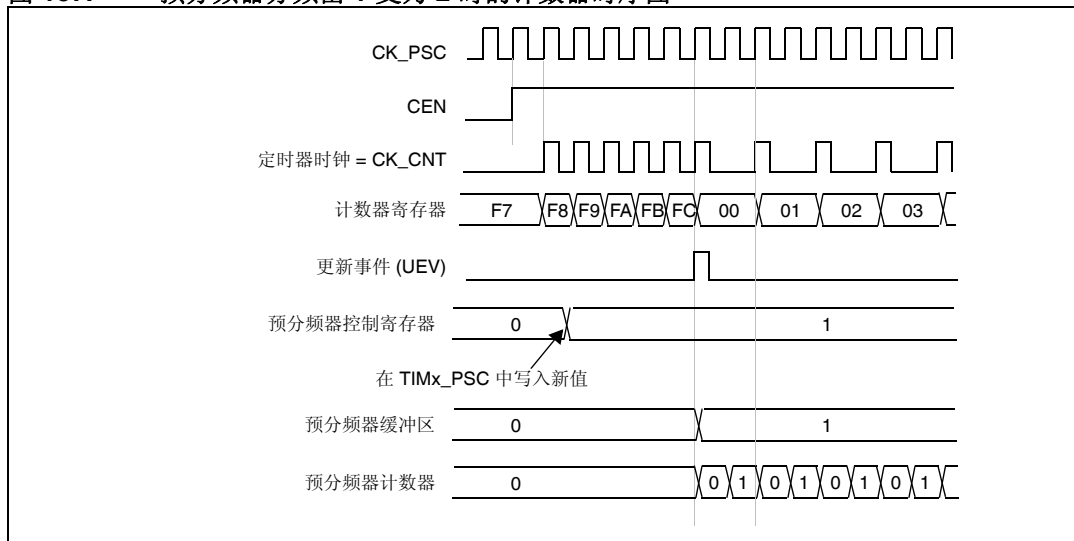 CK_PSC
CEN
定时器时钟 = CK_CNT
计数器寄存器 F7 F8 F9 FA FB FC 00 01 02 03
更新事件 (UEV)
预分频器控制寄存器 0 1
在 TIMx_PSC 中写入新值
预分频器缓冲区 0 1
预分频器计数器 0 0 1 0 1 0 1 0 1